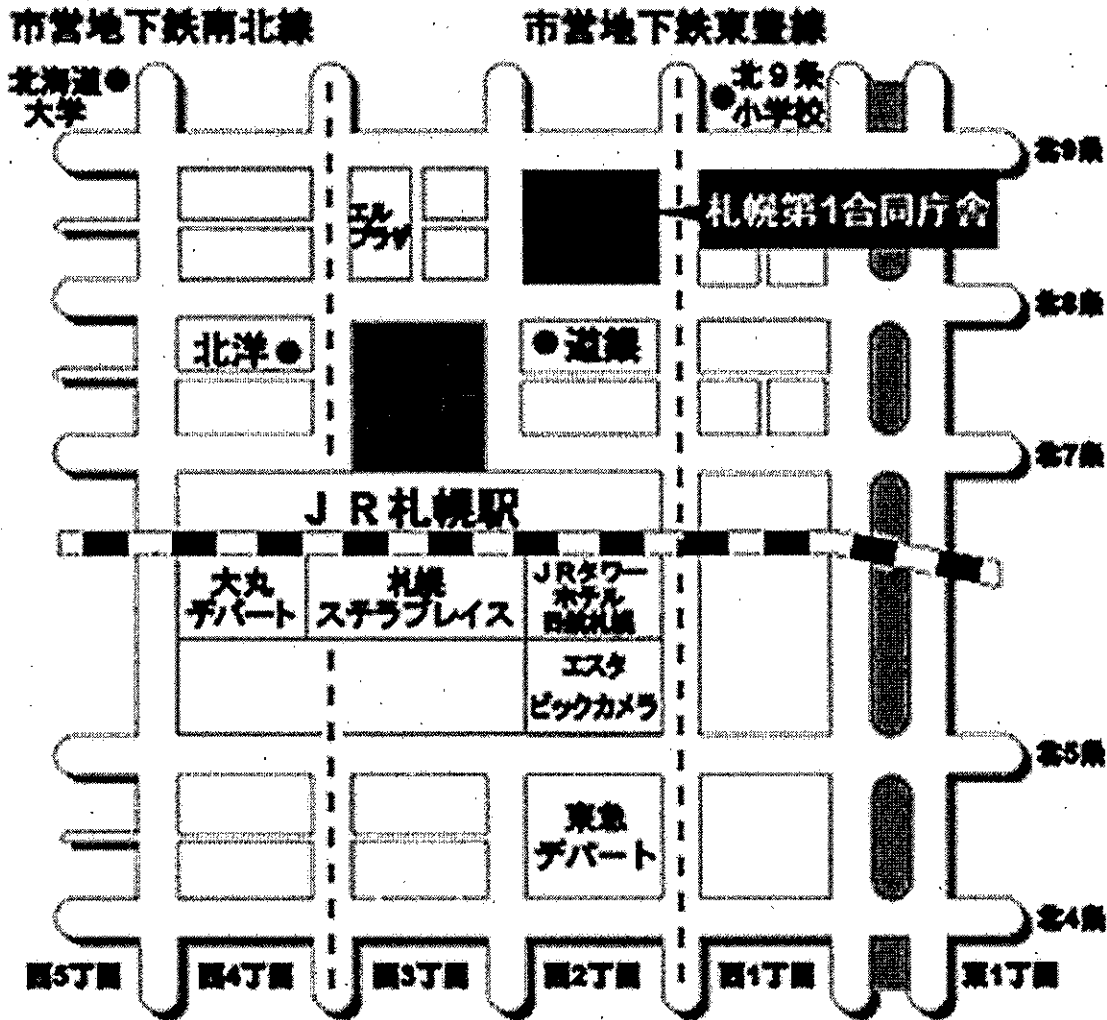 市営地下鉄南北線
市営地下鉄東豊線
北海道
大学
北9条
小学校
北9条
エル
プラザ
札幌第1合同庁舎
北8条
北洋
道銀
北7条
JR札幌駅
大丸
デパート
札幌
ステラプレイス
JRタワー
ホテル
日航札幌
エスタ
ビックカメラ
北5条
東急
デパート
北4条
西5丁目
西4丁目
西3丁目
西2丁目
西1丁目
東1丁目